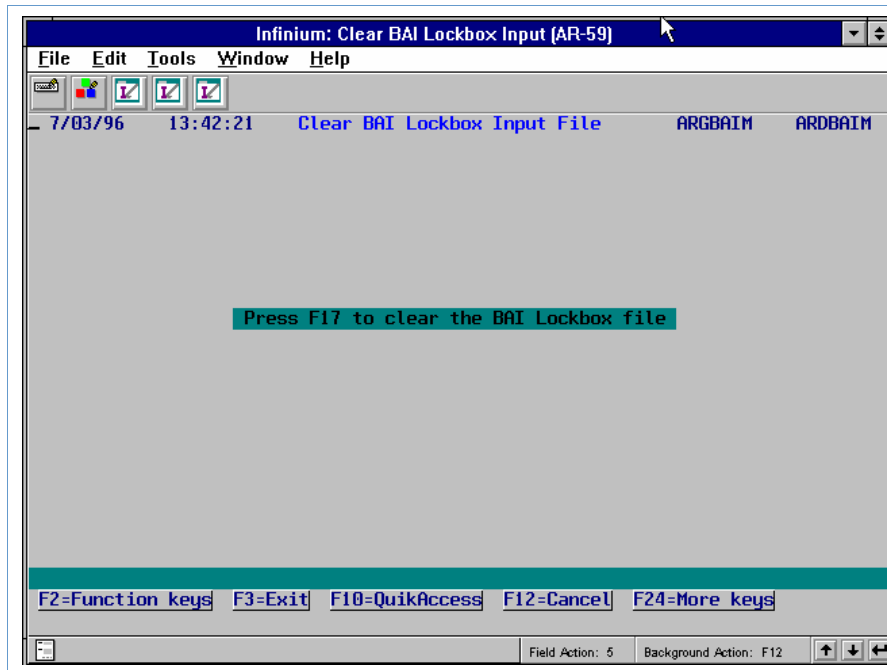 Infinium: Clear BAI Lockbox Input (AR-59)
File Edit Tools Window Help
7/03/96 13:42:21 Clear BAI Lockbox Input File ARGBAIM ARDBAIM
Press F17 to clear the BAI Lockbox file
F2=Function keys F3=Exit F10=QuikAccess F12=Cancel F24=More keys
Field Action: 5 Background Action: F12